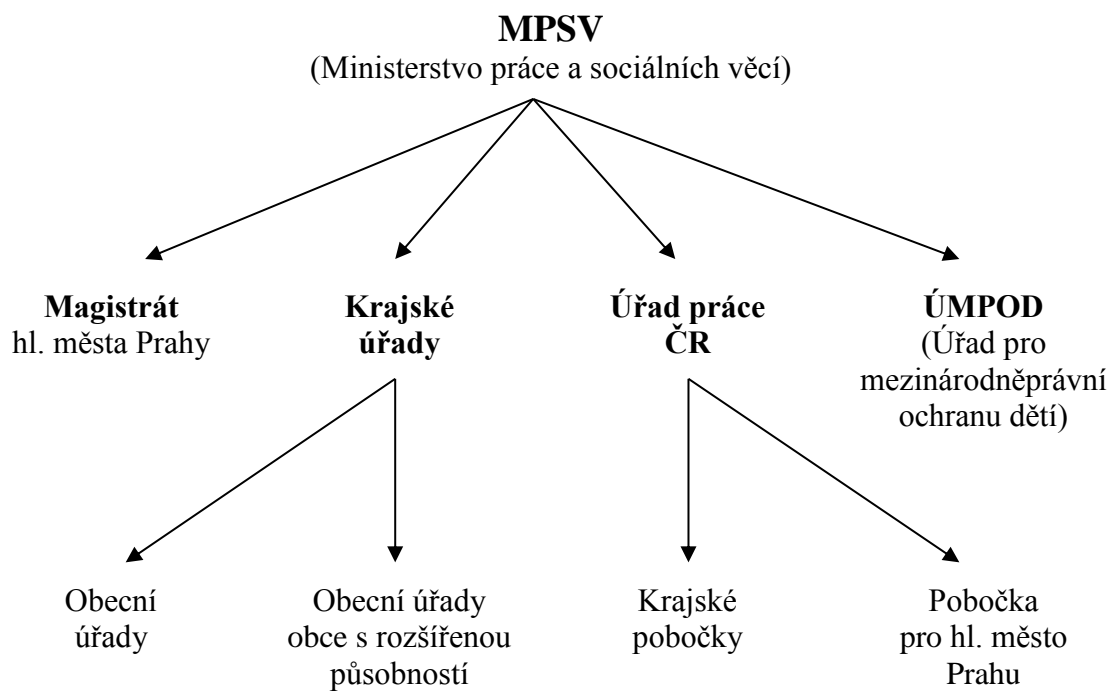 MPSV
(Ministerstvo práce a sociálních věcí)
Magistrát
hl. města Prahy
Krajské
úřady
Úřad práce
ČR
ÚMPOD
(Úřad pro
mezinárodněprávní
ochranu dětí)
Obecní
úřady
Obecní úřady
obce s rozšířenou
působností
Krajské
pobočky
Pobočka
pro hl. město
Prahu